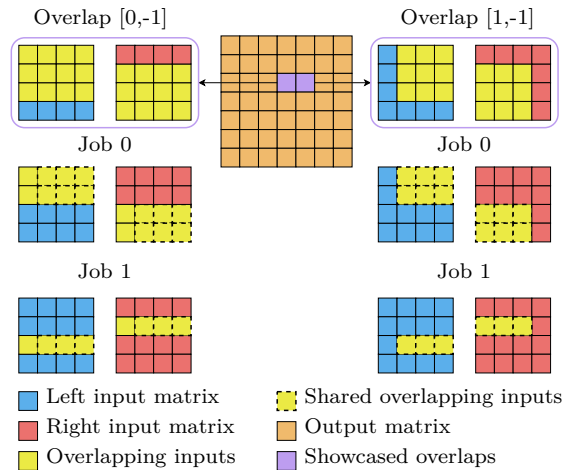 Overlap [0,-1]
Overlap [1,-1]
Job 0
Job 0
Job 1
Job 1
Left input matrix
Shared overlapping inputs
Right input matrix
Output matrix
Overlapping inputs
Showcased overlaps